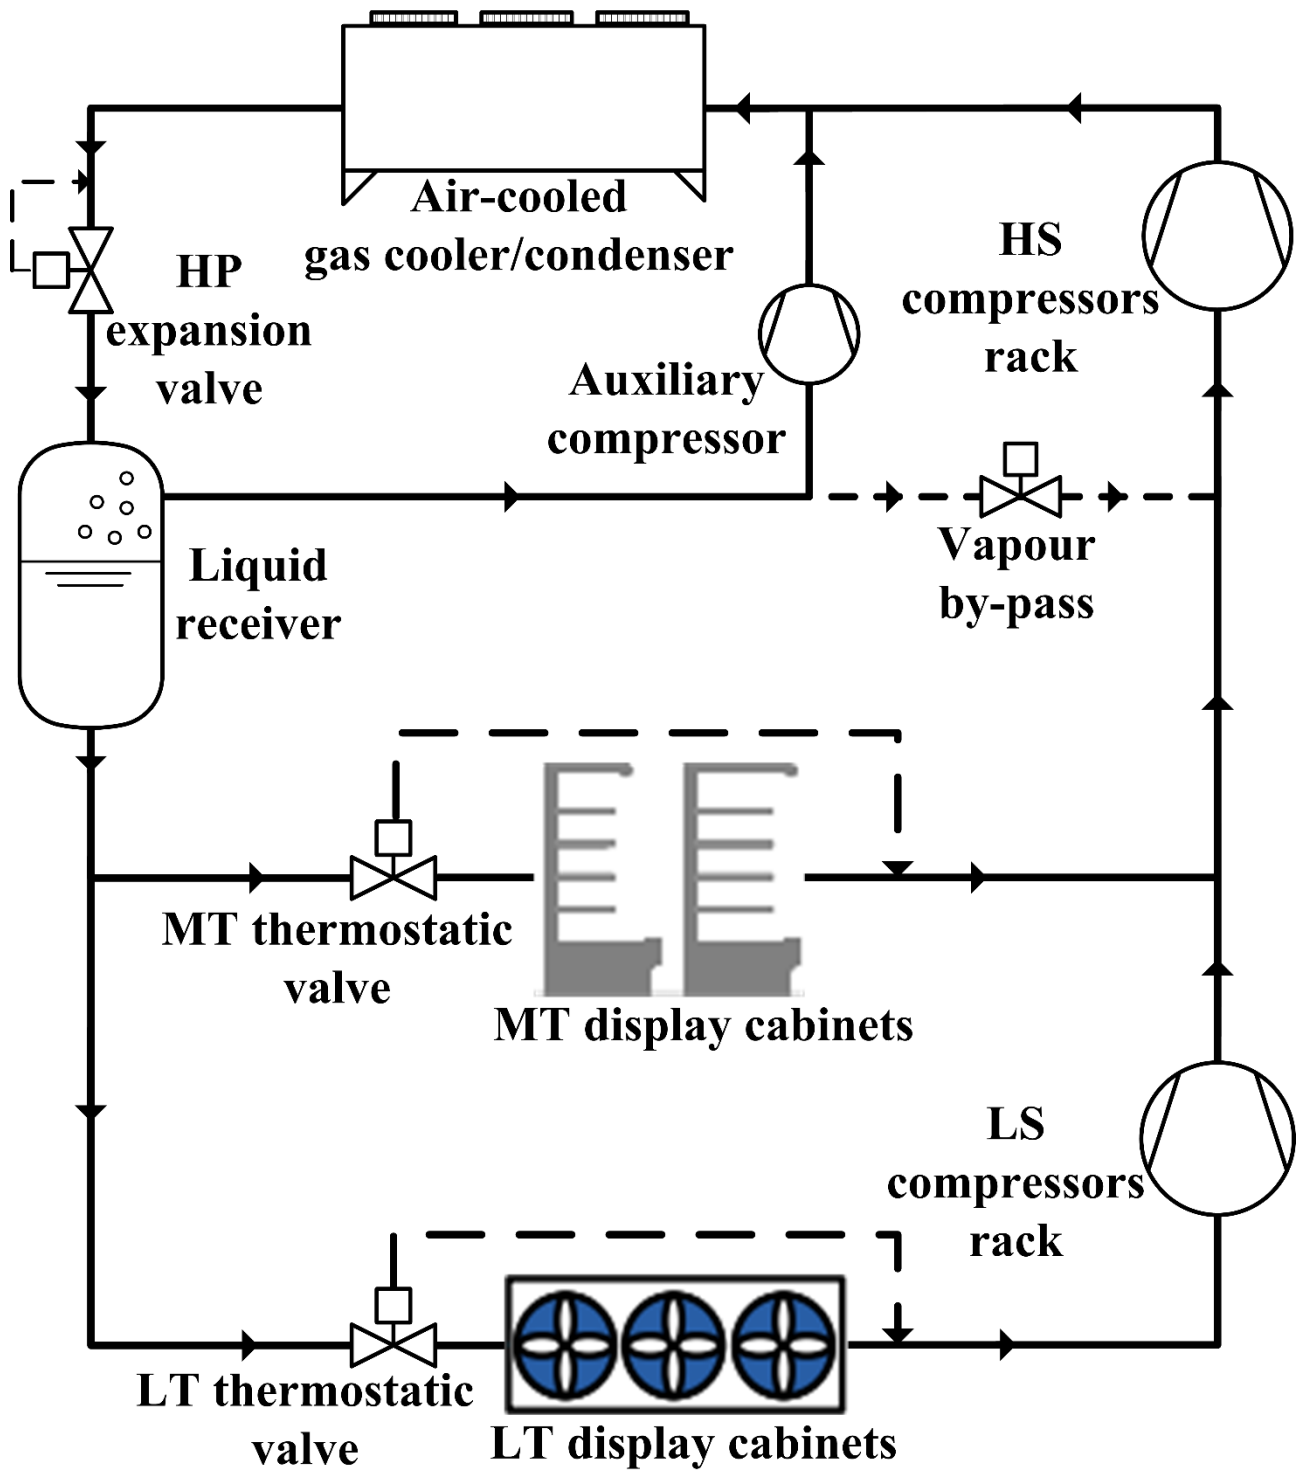 Air-cooled
gas cooler/condenser
HP
expansion
valve
HS
compressors
rack
Auxiliary
compressor
Vapour
by-pass
Liquid
receiver
MT thermostatic
valve
MT display cabinets
LS
compressors
rack
LT thermostatic
valve
LT display cabinets